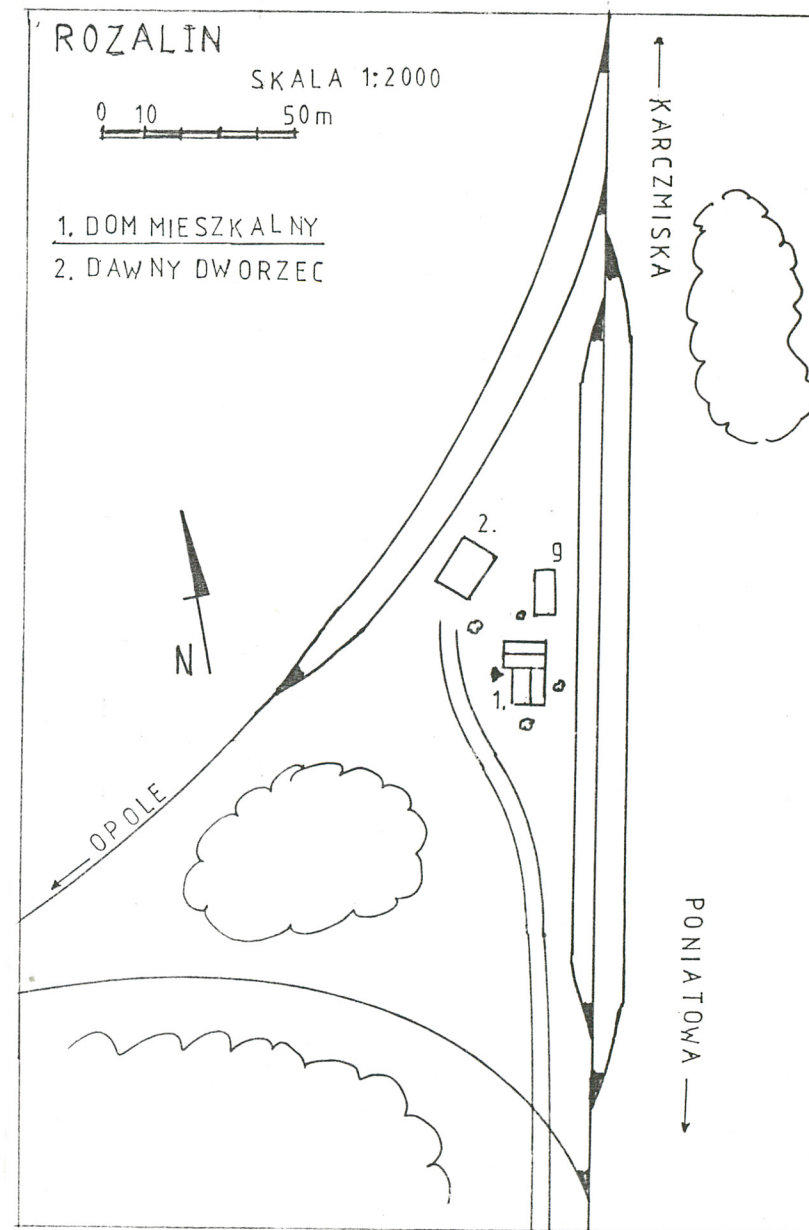 ROZALIN
SKALA 1:2000
0 10 50m
1. DOM MIESZKALNY
2. DAWNY DWORZEC
KARCZMISKA
2.
g
N
1.
OPOLE
PONIATOWA